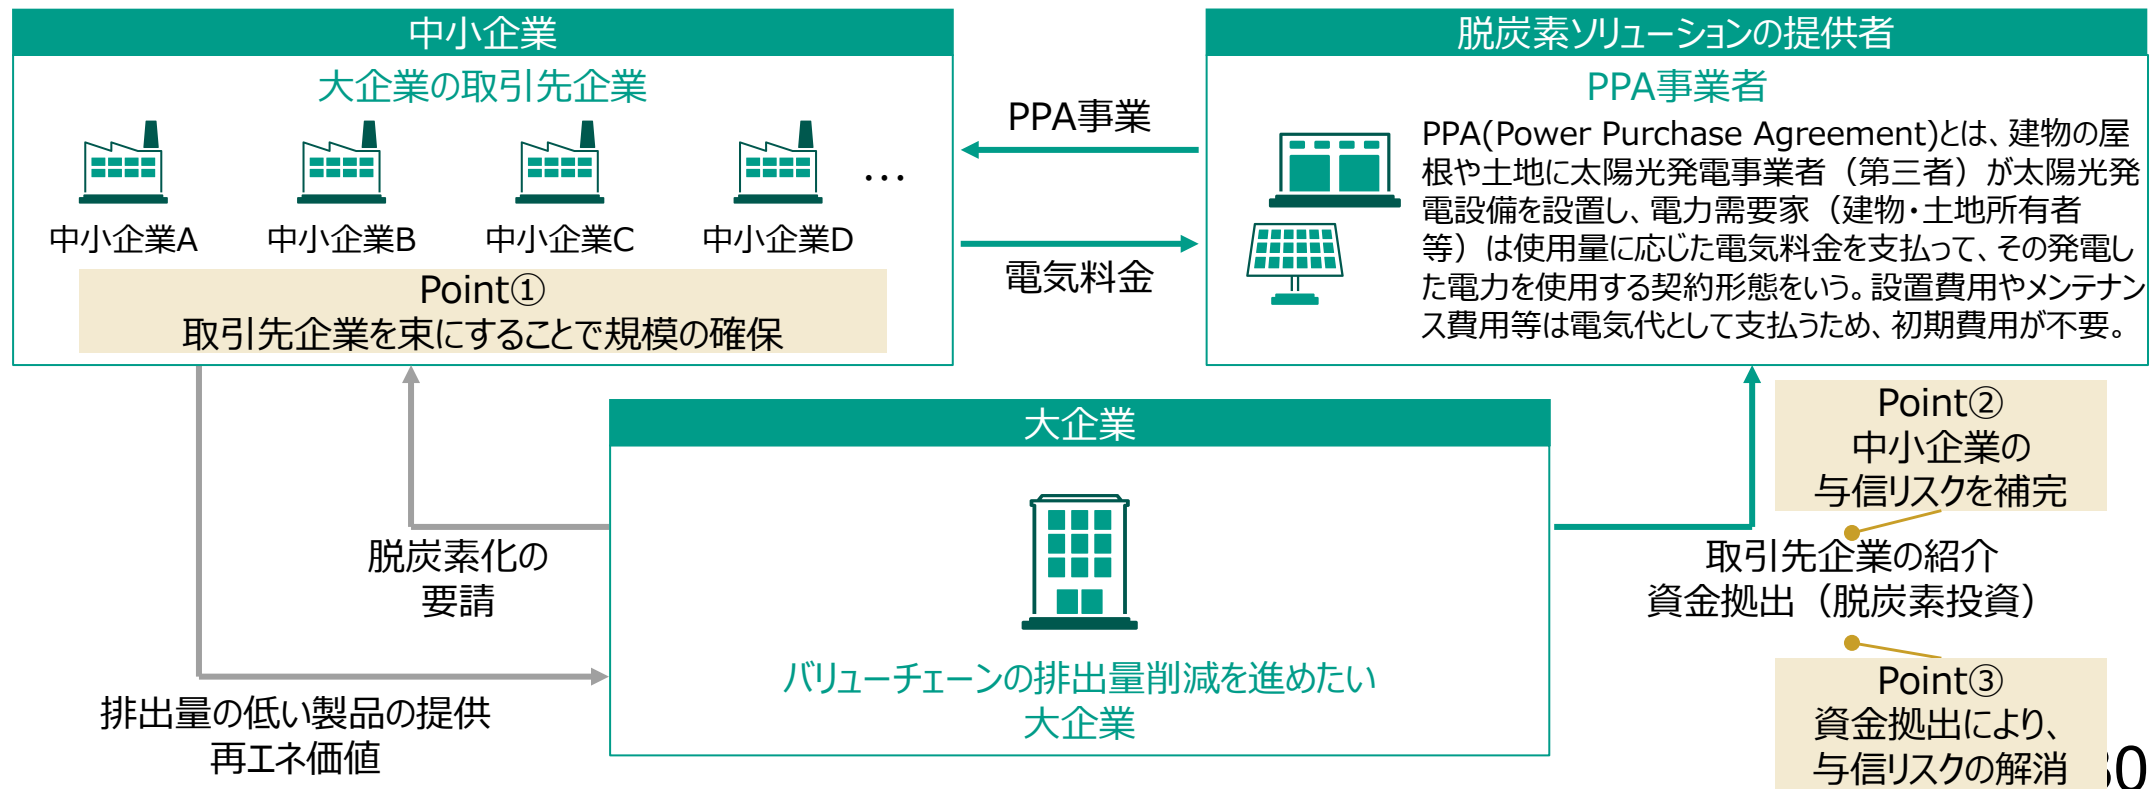 中小企業
大企業の取引先企業
中小企業A
中小企業B
中小企業C
中小企業D
…
Point①
取引先企業を束にすることで規模の確保
PPA事業
電気料金
脱炭素ソリューションの提供者
PPA事業者
PPA(Power Purchase Agreement)とは、建物の屋
根や土地に太陽光発電事業者（第三者）が太陽光発
電設備を設置し、電力需要家（建物・土地所有者
等）は使用量に応じた電気料金を支払って、その発電し
た電力を使用する契約形態をいう。設置費用やメンテナン
ス費用等は電気代として支払うため、初期費用が不要。
脱炭素化の
要請
排出量の低い製品の提供
再エネ価値
大企業
バリューチェーンの排出量削減を進めたい
大企業
Point②
中小企業の
与信リスクを補完
取引先企業の紹介
資金拠出（脱炭素投資）
Point③
資金拠出により、
与信リスクの解消